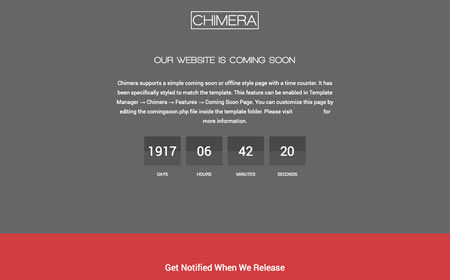 CHIMERA
OUR WEBSITE IS COMING SOON
Chimera supports a simple coming soon or offline style page with a time counter. It has
been specifically styled to match the template. This feature can be enabled in Template
Manager → Chimera → Features → Coming Soon Page. You can customize this page by
editing the comingsoon.php file inside the template folder. Please visit for
more information.
1917 06 42 20
DAYS HOURS MINUTES SECONDS
Get Notified When We Release